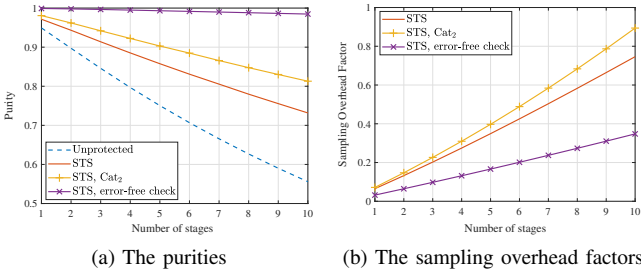 1
0.9
0.8
0.7
0.6
0.5
Purity
Unprotected
STS
STS, Cat₂
STS, error-free check
1 2 3 4 5 6 7 8 9 10
Number of stages
(a) The purities
1
0.8
0.6
0.4
0.2
0
Sampling Overhead Factor
STS
STS, Cat₂
STS, error-free check
1 2 3 4 5 6 7 8 9 10
Number of stages
(b) The sampling overhead factors